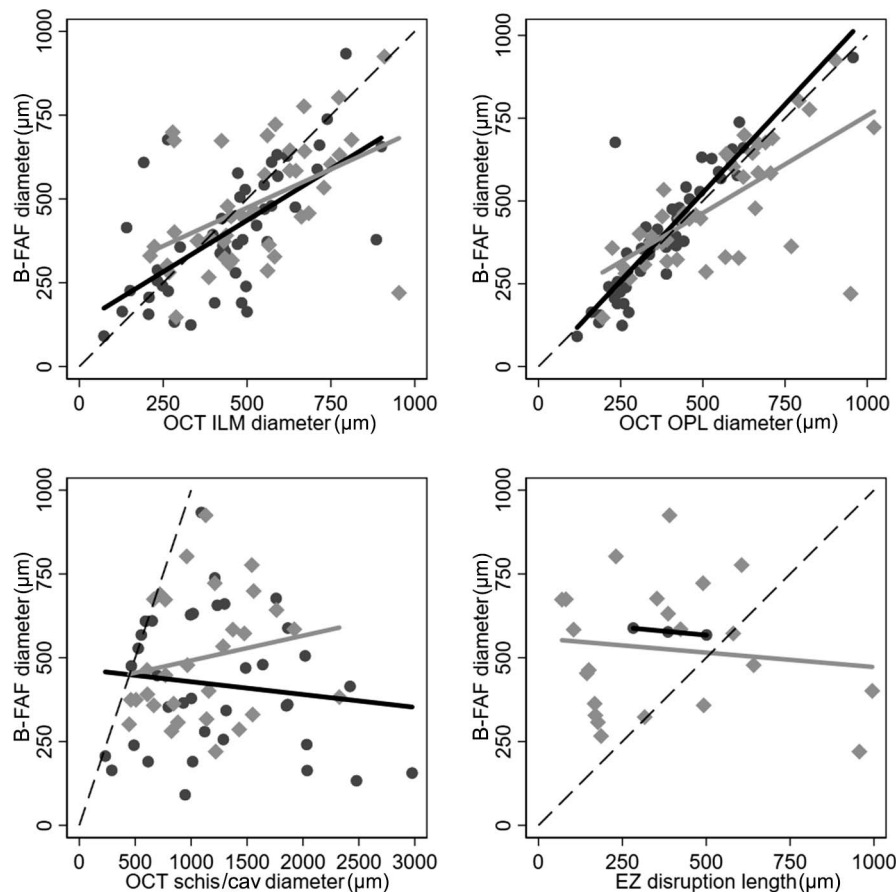 B-FAF diameter (µm)
0 250 500 750 1000
0 250 500 750 1000
OCT ILM diameter (µm)
B-FAF diameter (µm)
0 250 500 750 1000
0 250 500 750 1000
OCT OPL diameter (µm)
B-FAF diameter (µm)
0 250 500 750 1000
0 500 1000 1500 2000 2500 3000
OCT schis/cav diameter (µm)
B-FAF diameter (µm)
0 250 500 750 1000
0 250 500 750 1000
EZ disruption length (µm)